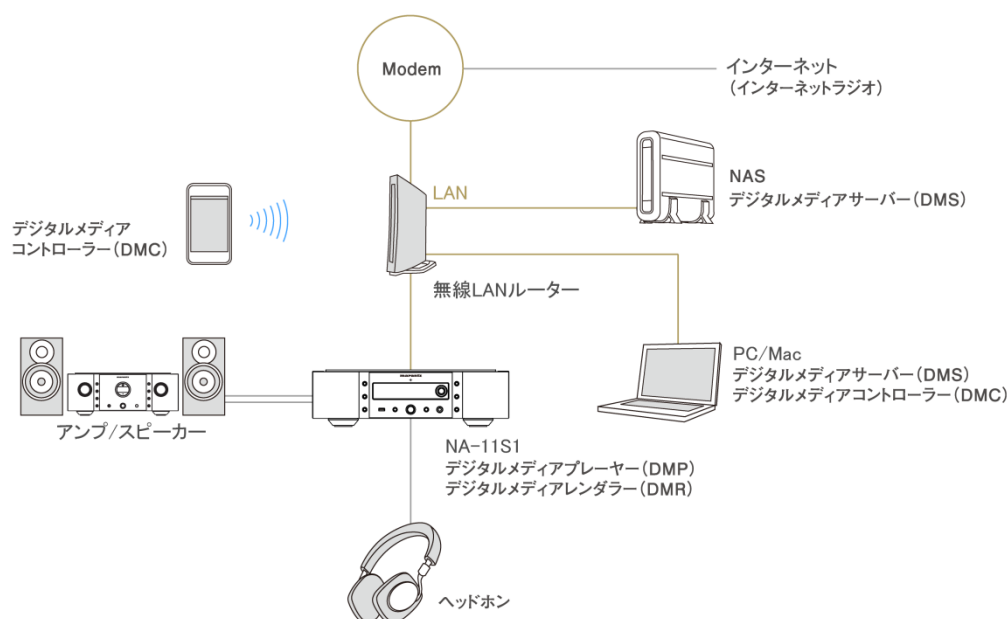 Modem
インターネット
(インターネットラジオ)
NAS
デジタルメディアサーバー(DMS)
LAN
デジタルメディア
コントローラー(DMC)
無線LANルーター
PC/Mac
デジタルメディアサーバー(DMS)
デジタルメディアコントローラー(DMC)
marantz
アンプ/スピーカー
NA-11S1
デジタルメディアプレーヤー(DMP)
デジタルメディアレンダラー(DMR)
ヘッドホン